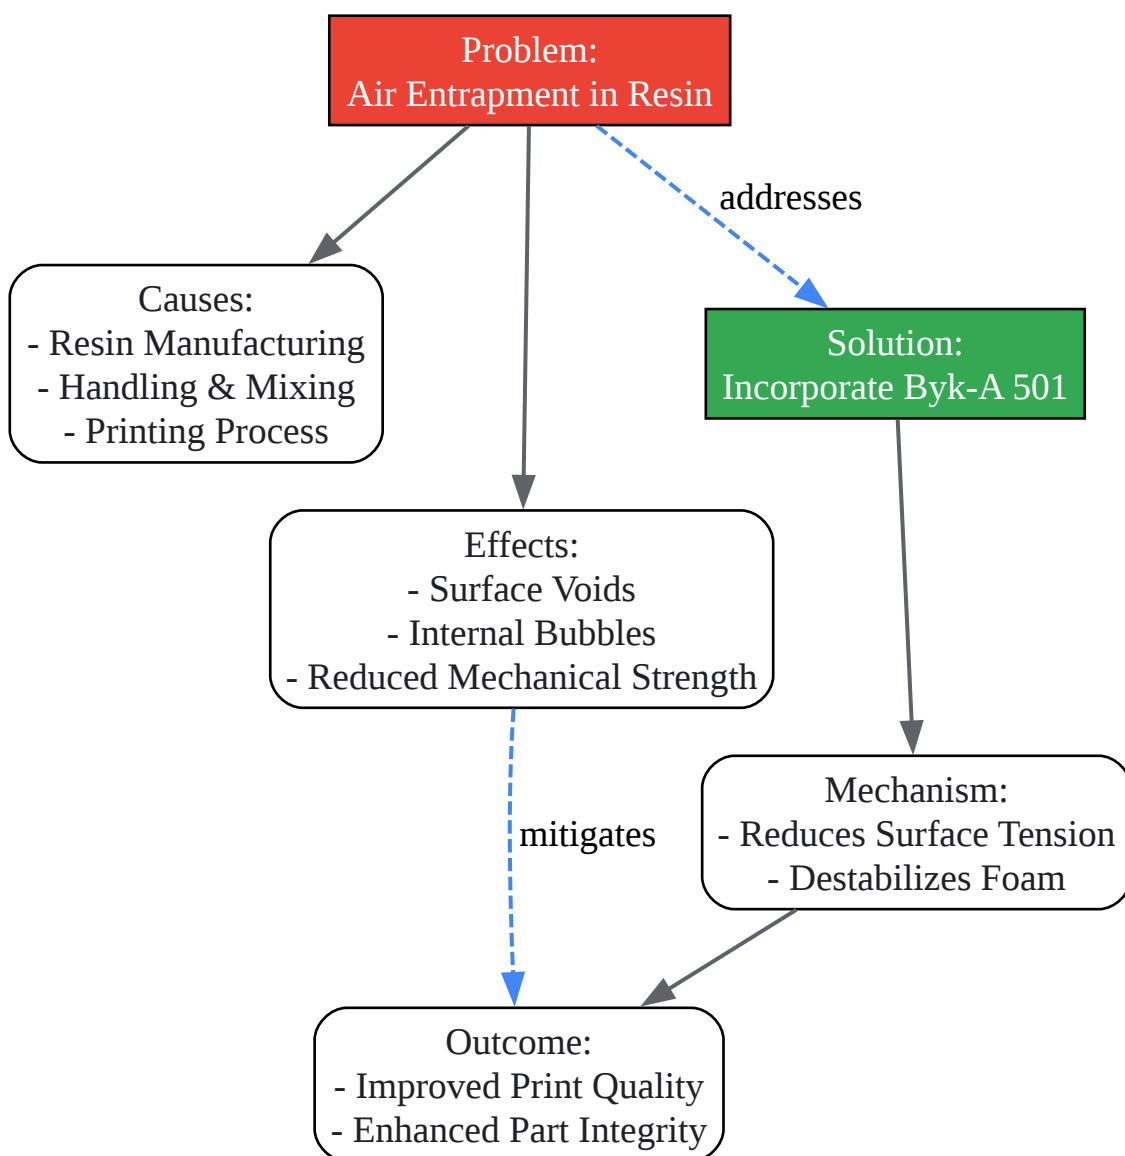 Problem:
Air Entrapment in Resin
addresses
Causes:
- Resin Manufacturing
- Handling & Mixing
- Printing Process
Solution:
Incorporate Byk-A 501
Effects:
- Surface Voids
- Internal Bubbles
- Reduced Mechanical Strength
mitigates
Mechanism:
- Reduces Surface Tension
- Destabilizes Foam
Outcome:
- Improved Print Quality
- Enhanced Part Integrity